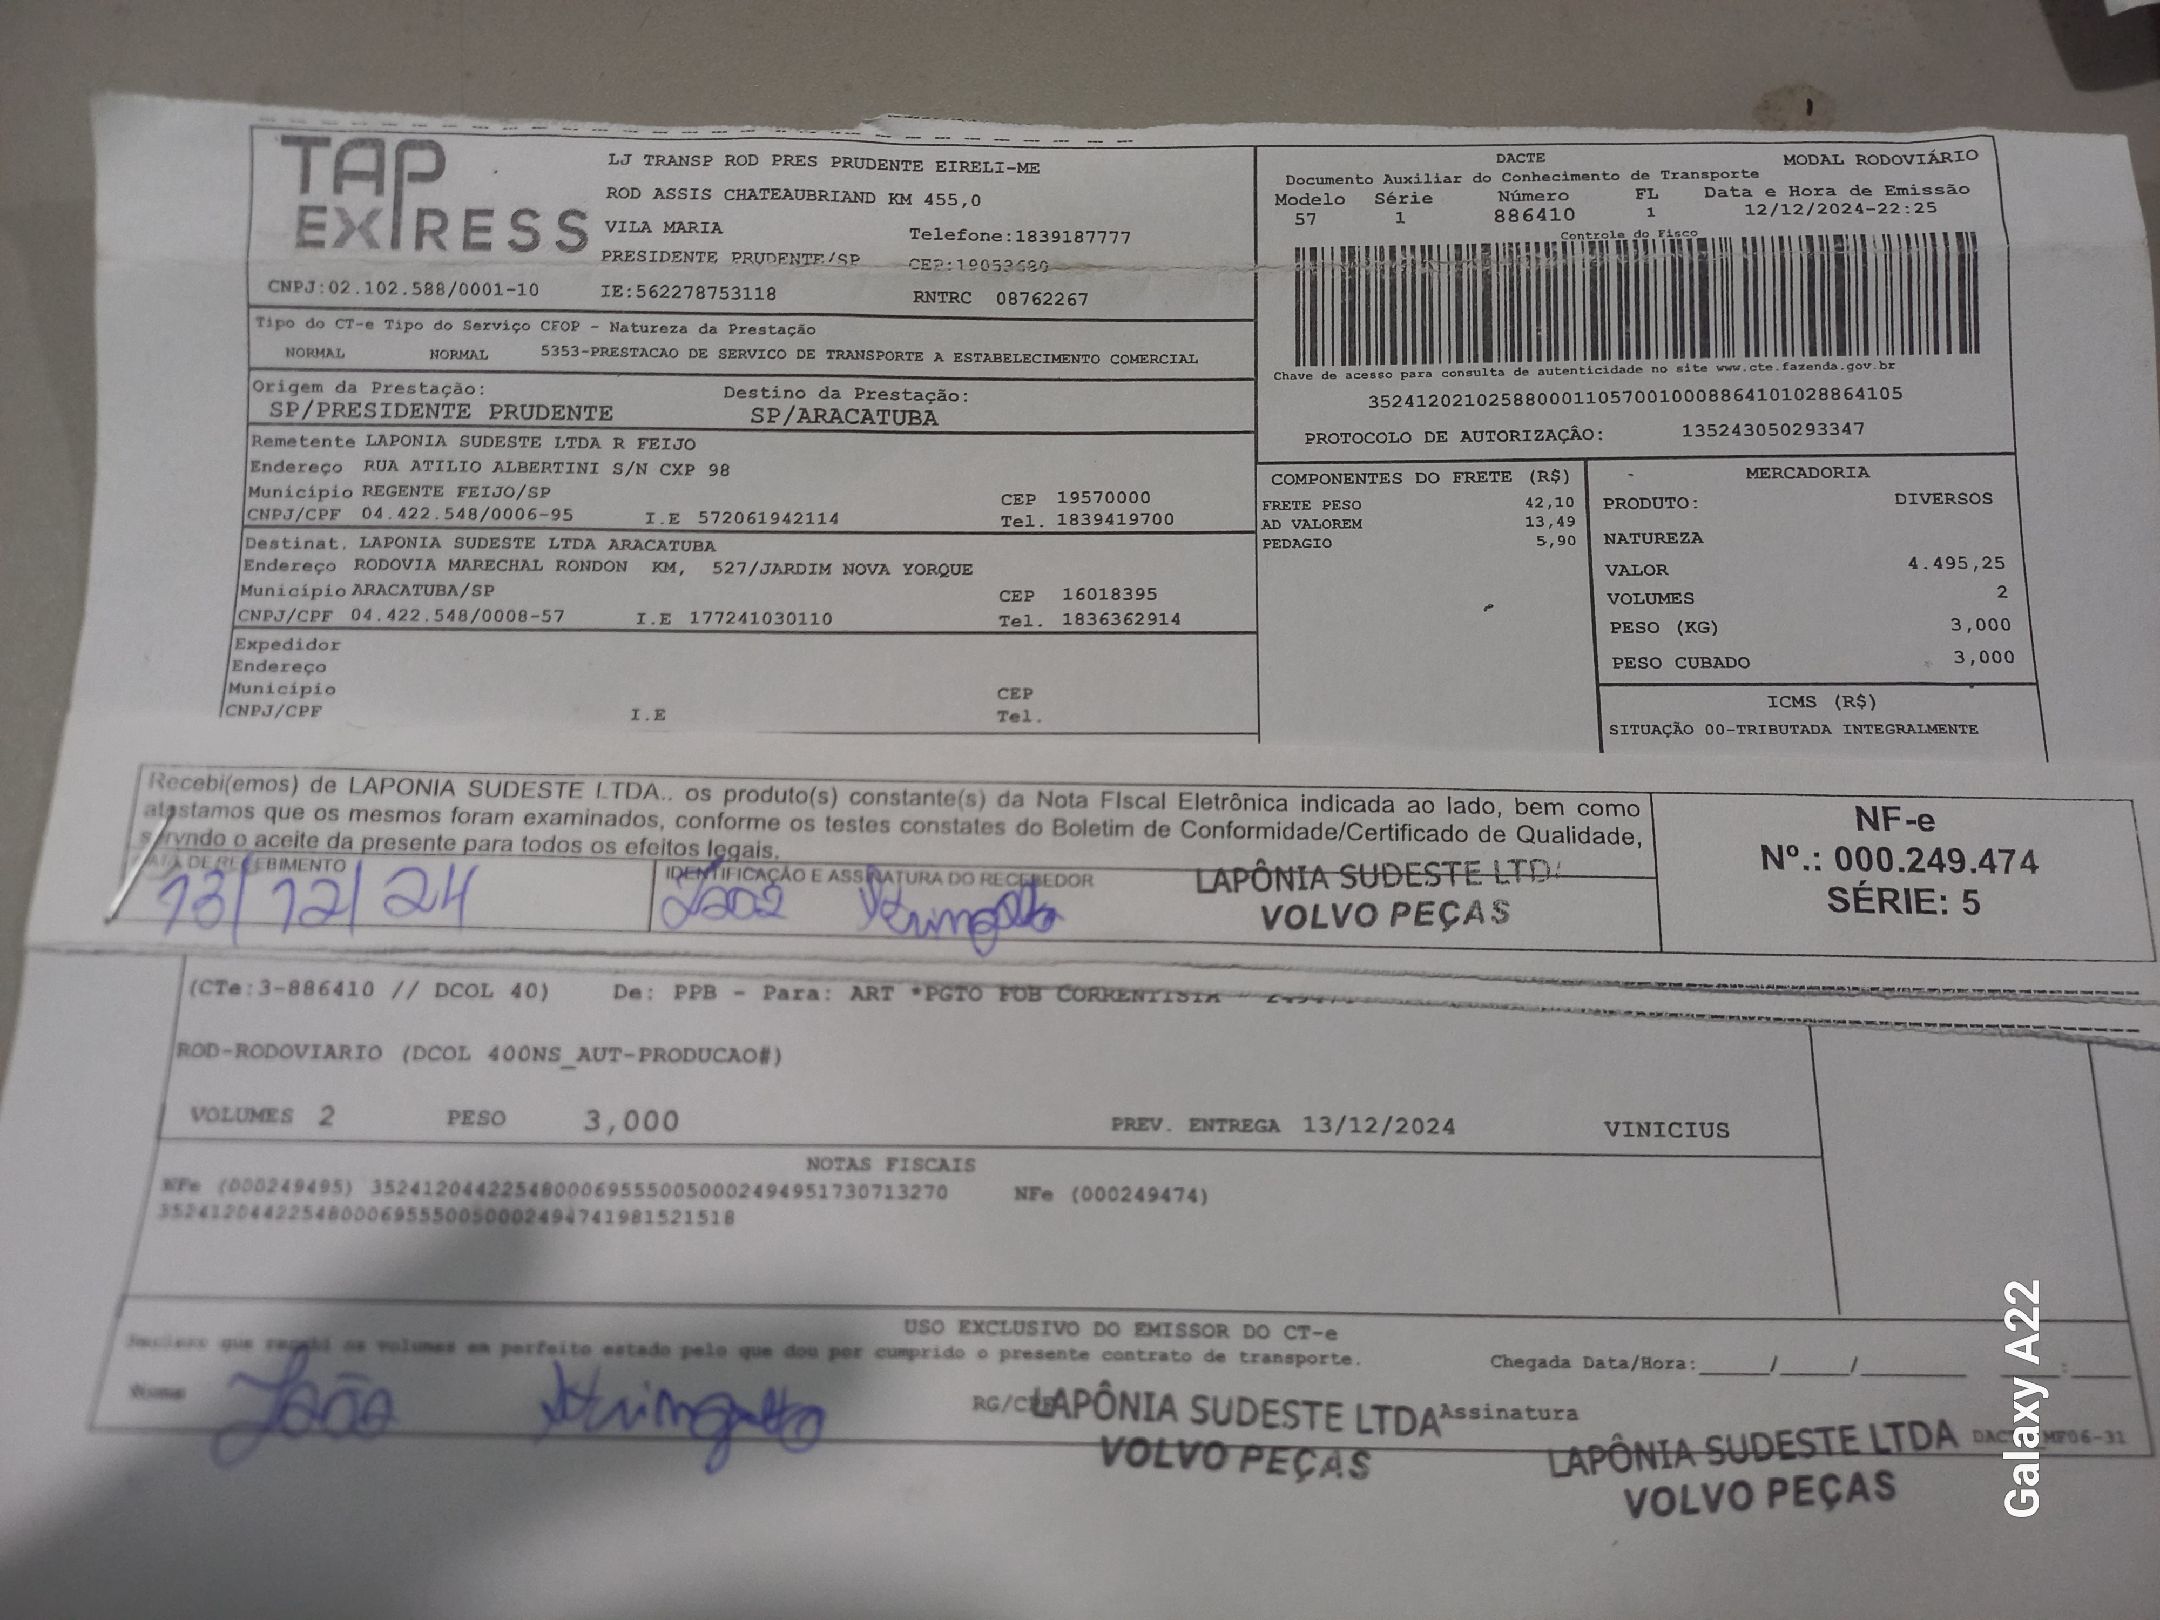 TAP
EXPRESS
LJ TRANSP ROD PRES PRUDENTE EIRELI-ME
ROD ASSIS CHATEAUBRIAND KM 455,0
VILA MARIA Telefone:1839187777
PRESIDENTE PRUDENTE/SP CEP:19053680
CNPJ:02.102.588/0001-10 IE:562278753118 RNTRC 08762267
Tipo do CT-e Tipo do Serviço CFOP - Natureza da Prestação
NORMAL NORMAL 5353-PRESTACAO DE SERVICO DE TRANSPORTE A ESTABELECIMENTO COMERCIAL
Origem da Prestação: Destino da Prestação:
SP/PRESIDENTE PRUDENTE SP/ARACATUBA
Remetente LAPONIA SUDESTE LTDA R FEIJO
Endereço RUA ATILIO ALBERTINI S/N CXP 98
Município REGENTE FEIJO/SP CEP 19570000
CNPJ/CPF 04.422.548/0006-95 I.E 572061942114 Tel. 1839419700
Destinat. LAPONIA SUDESTE LTDA ARACATUBA
Endereço RODOVIA MARECHAL RONDON KM, 527/JARDIM NOVA YORQUE
Município ARACATUBA/SP CEP 16018395
CNPJ/CPF 04.422.548/0008-57 I.E 177241030110 Tel. 1836362914
Expedidor
Endereço
Município CEP
CNPJ/CPF I.E Tel.
DACTE MODAL RODOVIÁRIO
Documento Auxiliar do Conhecimento de Transporte
Modelo Série Número FL Data e Hora de Emissão
57 1 886410 1 12/12/2024-22:25
Controle do Fisco
Chave de acesso para consulta de autenticidade no site www.cte.fazenda.gov.br
35241202102588000110570010008864101028864105
PROTOCOLO DE AUTORIZAÇÃO: 135243050293347
COMPONENTES DO FRETE (R$)
FRETE PESO 42,10
AD VALOREM 13,49
PEDAGIO 5,90
MERCADORIA
PRODUTO: DIVERSOS
NATUREZA
VALOR 4.495,25
VOLUMES 2
PESO (KG) 3,000
PESO CUBADO 3,000
ICMS (R$)
SITUAÇÃO 00-TRIBUTADA INTEGRALMENTE
Recebi(emos) de LAPONIA SUDESTE LTDA.. os produto(s) constante(s) da Nota FIscal Eletrônica indicada ao lado, bem como
atestamos que os mesmos foram examinados, conforme os testes constates do Boletim de Conformidade/Certificado de Qualidade,
servndo o aceite da presente para todos os efeitos legais.
DATA DE RECEBIMENTO IDENTIFICAÇÃO E ASSINATURA DO RECEBEDOR
13/12/24 João
LAPÔNIA SUDESTE LTD
VOLVO PEÇAS
NF-e
Nº.: 000.249.474
SÉRIE: 5
(CTe:3-886410 // DCOL 40) De: PPB - Para: ART *PGTO FOB CORRENTISTA
ROD-RODOVIARIO (DCOL 400NS_AUT-PRODUCAO#)
VOLUMES 2 PESO 3,000 PREV. ENTREGA 13/12/2024 VINICIUS
NOTAS FISCAIS
NFe (000249495) 35241204422548000695550050002494951730713270 NFe (000249474)
35241204422548000695550050002494741981521518
USO EXCLUSIVO DO EMISSOR DO CT-e
Declaro que recebi os volumes em perfeito estado pelo que dou por cumprido o presente contrato de transporte. Chegada Data/Hora:_____/_____/_______ ____:____
Nome João RG/CPF Assinatura
LAPÔNIA SUDESTE LTDA
VOLVO PEÇAS
LAPÔNIA SUDESTE LTDA
VOLVO PEÇAS
MF06-31
Galaxy A22